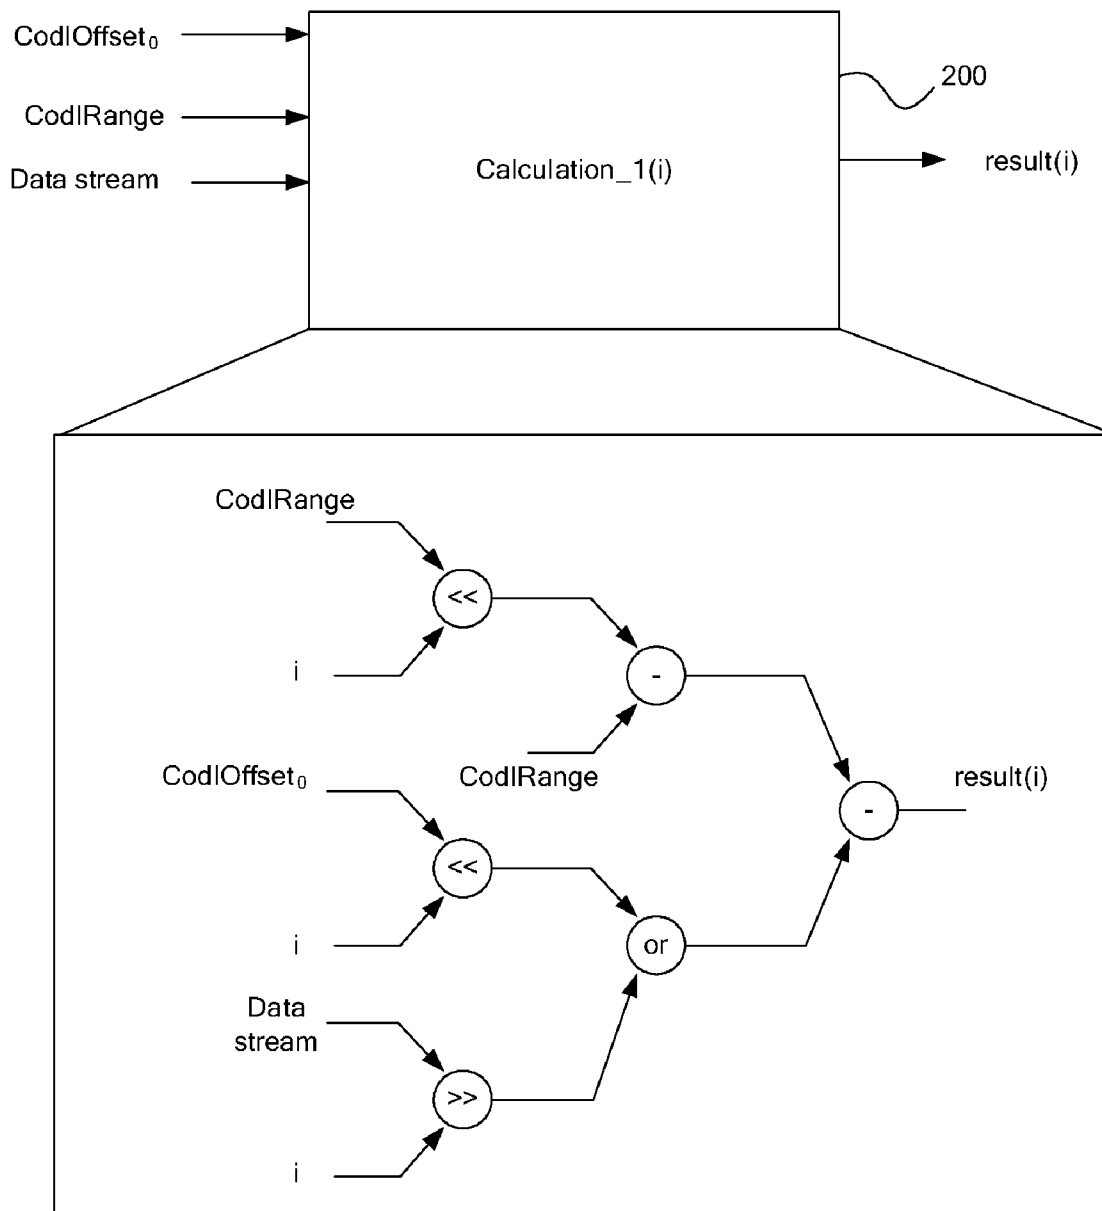 CodIOffset₀
200
CodIRange
Calculation_1(i)
result(i)
Data stream
CodIRange
<<
i
-
CodIRange
CodIOffset₀
result(i)
-
<<
i
or
Data
stream
>>
i